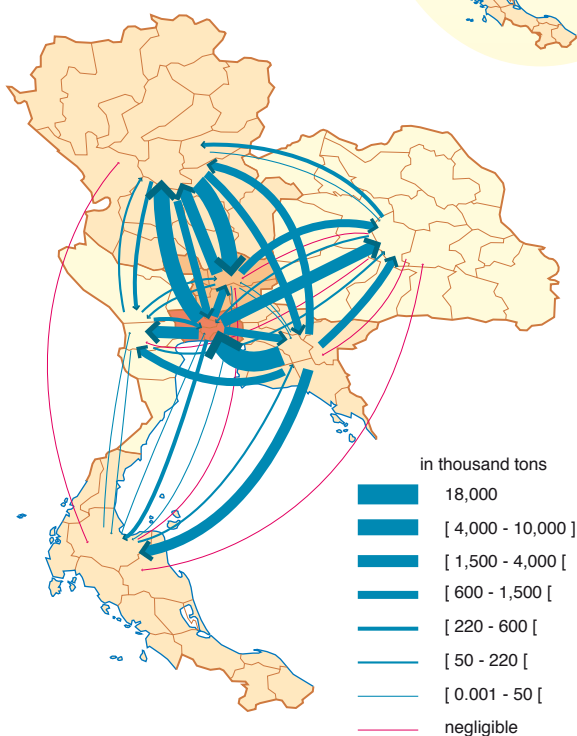 in thousand tons
18,000
[ 4,000 - 10,000 ]
[ 1,500 - 4,000 [
[ 600 - 1,500 [
[ 220 - 600 [
[ 50 - 220 [
[ 0.001 - 50 [
negligible